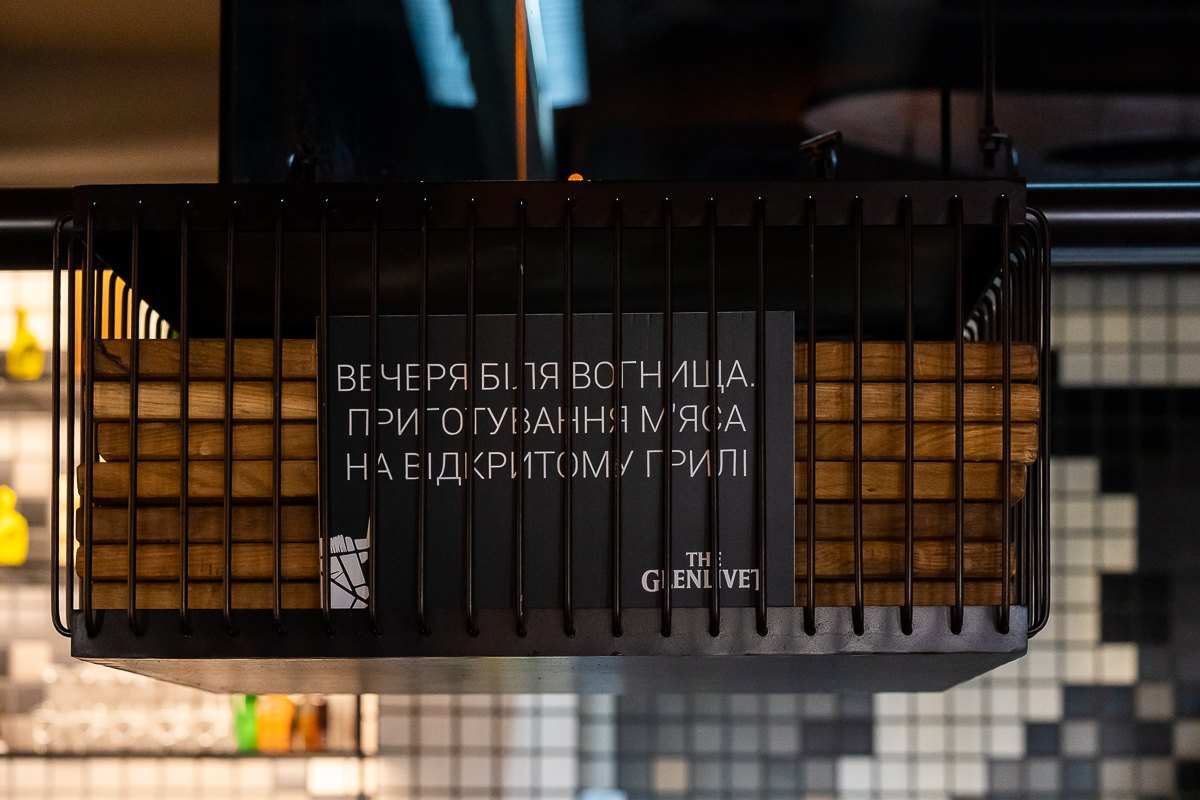 ВЕЧЕРЯ БІЛЯ ВОГНИЩА.
ПРИГОТУВАННЯ М'ЯСА
НА ВІДКРИТОМУ ГРИЛІ
THE
GLENLIVET